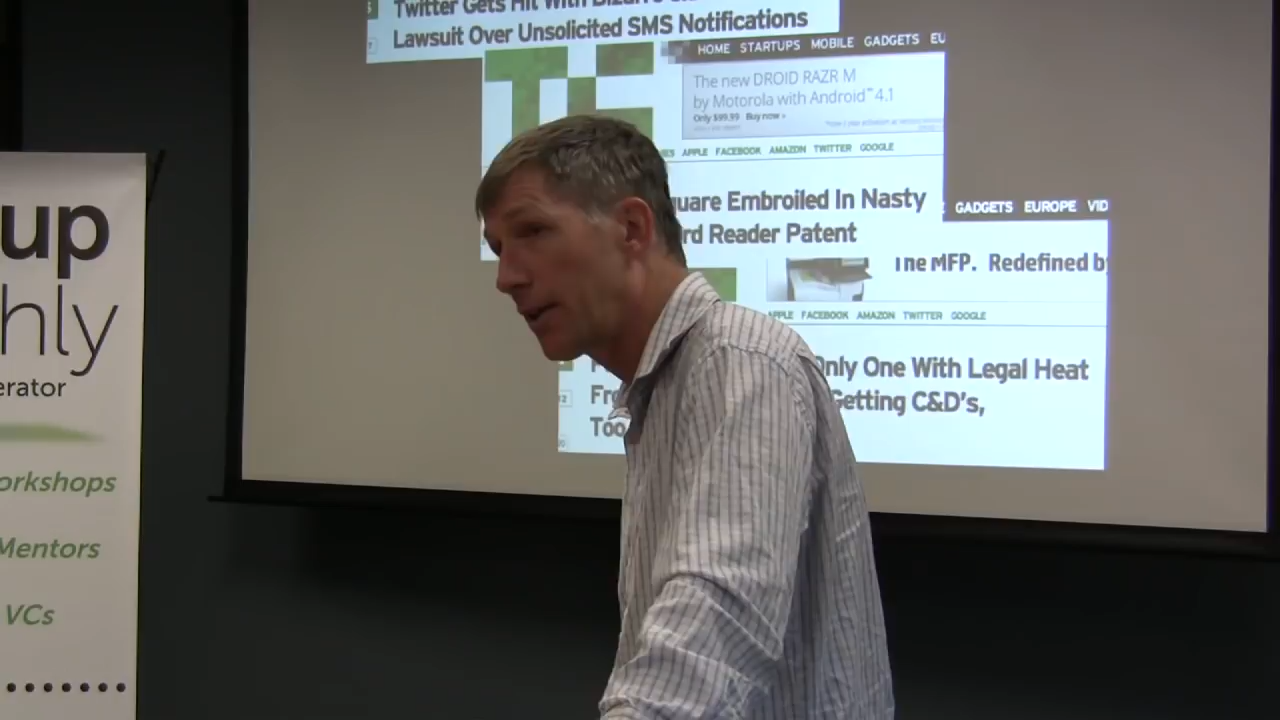 Twitter Gets Hit With
Lawsuit Over Unsolicited SMS Notifications
HOME STARTUPS MOBILE GADGETS EU
The new DROID RAZR M
by Motorola with Android™ 4.1
Only $99.99 Buy now »
APPLE FACEBOOK AMAZON TWITTER GOOGLE
uare Embroiled In Nasty
rd Reader Patent
GADGETS EUROPE VID
The MFP. Redefined by
APPLE FACEBOOK AMAZON TWITTER GOOGLE
Only One With Legal Heat
Getting C&D's,
Too
up
hly
erator
orkshops
Mentors
VCs